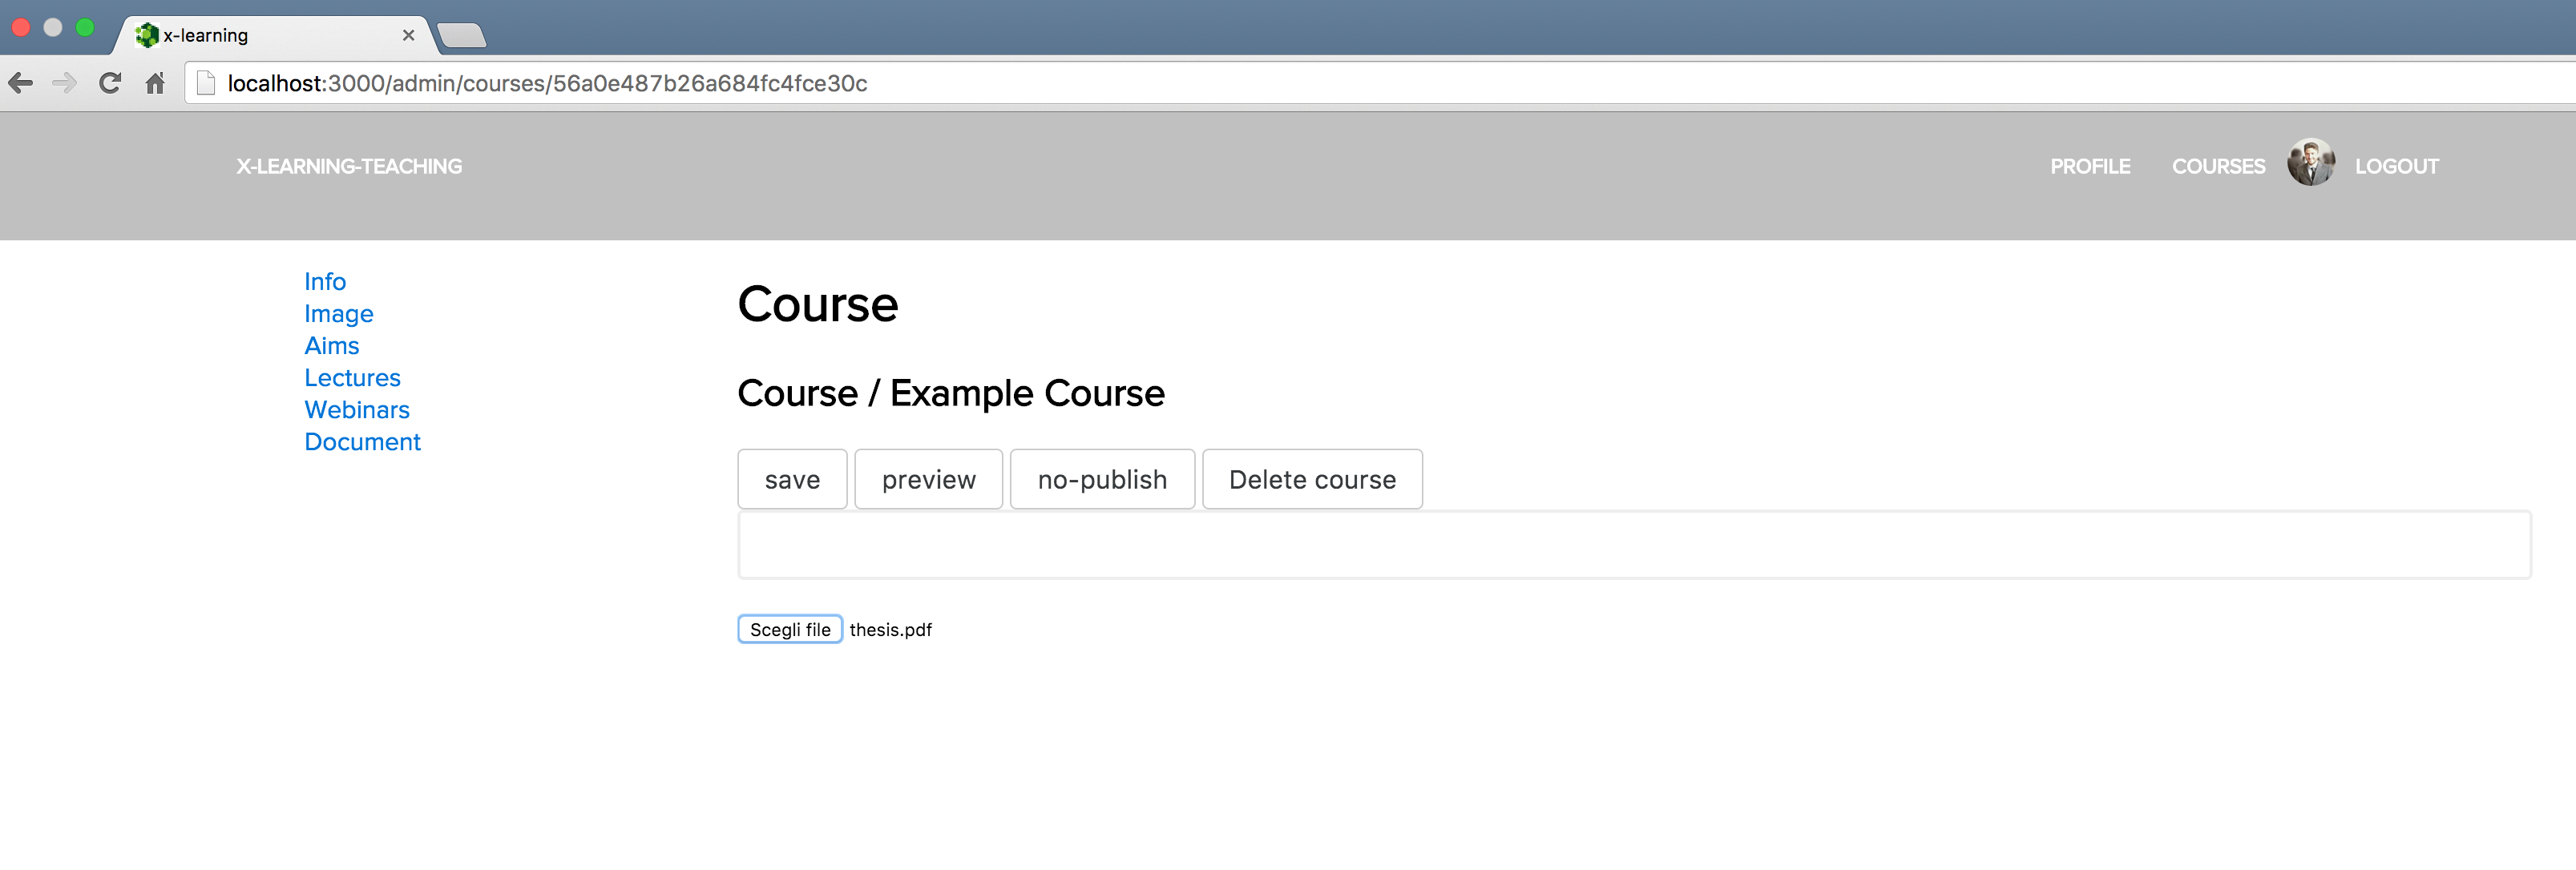 x-learning
localhost:3000/admin/courses/56a0e487b26a684fc4fce30c
X-LEARNING-TEACHING PROFILE COURSES LOGOUT
Info
Image
Aims
Lectures
Webinars
Document
Course
Course / Example Course
save preview no-publish Delete course
Scegli file thesis.pdf